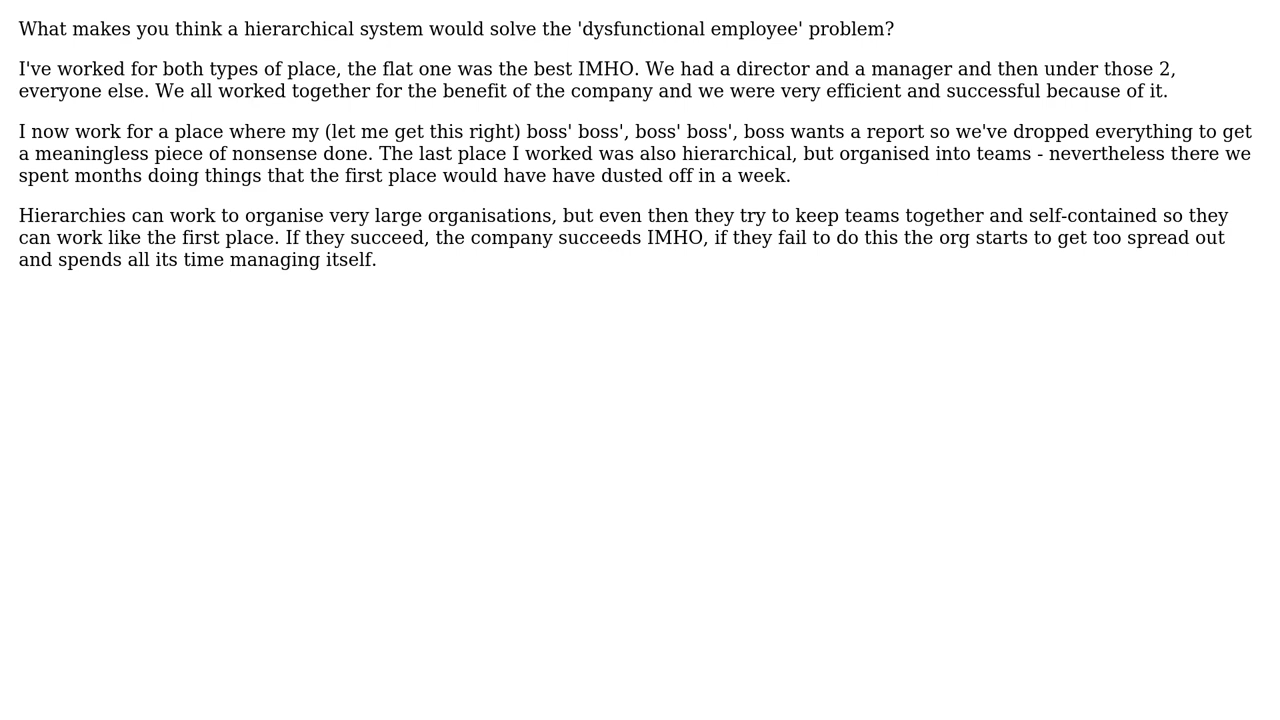 What makes you think a hierarchical system would solve the 'dysfunctional employee' problem?
I've worked for both types of place, the flat one was the best IMHO. We had a director and a manager and then under those 2,
everyone else. We all worked together for the benefit of the company and we were very efficient and successful because of it.
I now work for a place where my (let me get this right) boss' boss', boss' boss', boss wants a report so we've dropped everything to get
a meaningless piece of nonsense done. The last place I worked was also hierarchical, but organised into teams - nevertheless there we
spent months doing things that the first place would have have dusted off in a week.
Hierarchies can work to organise very large organisations, but even then they try to keep teams together and self-contained so they
can work like the first place. If they succeed, the company succeeds IMHO, if they fail to do this the org starts to get too spread out
and spends all its time managing itself.